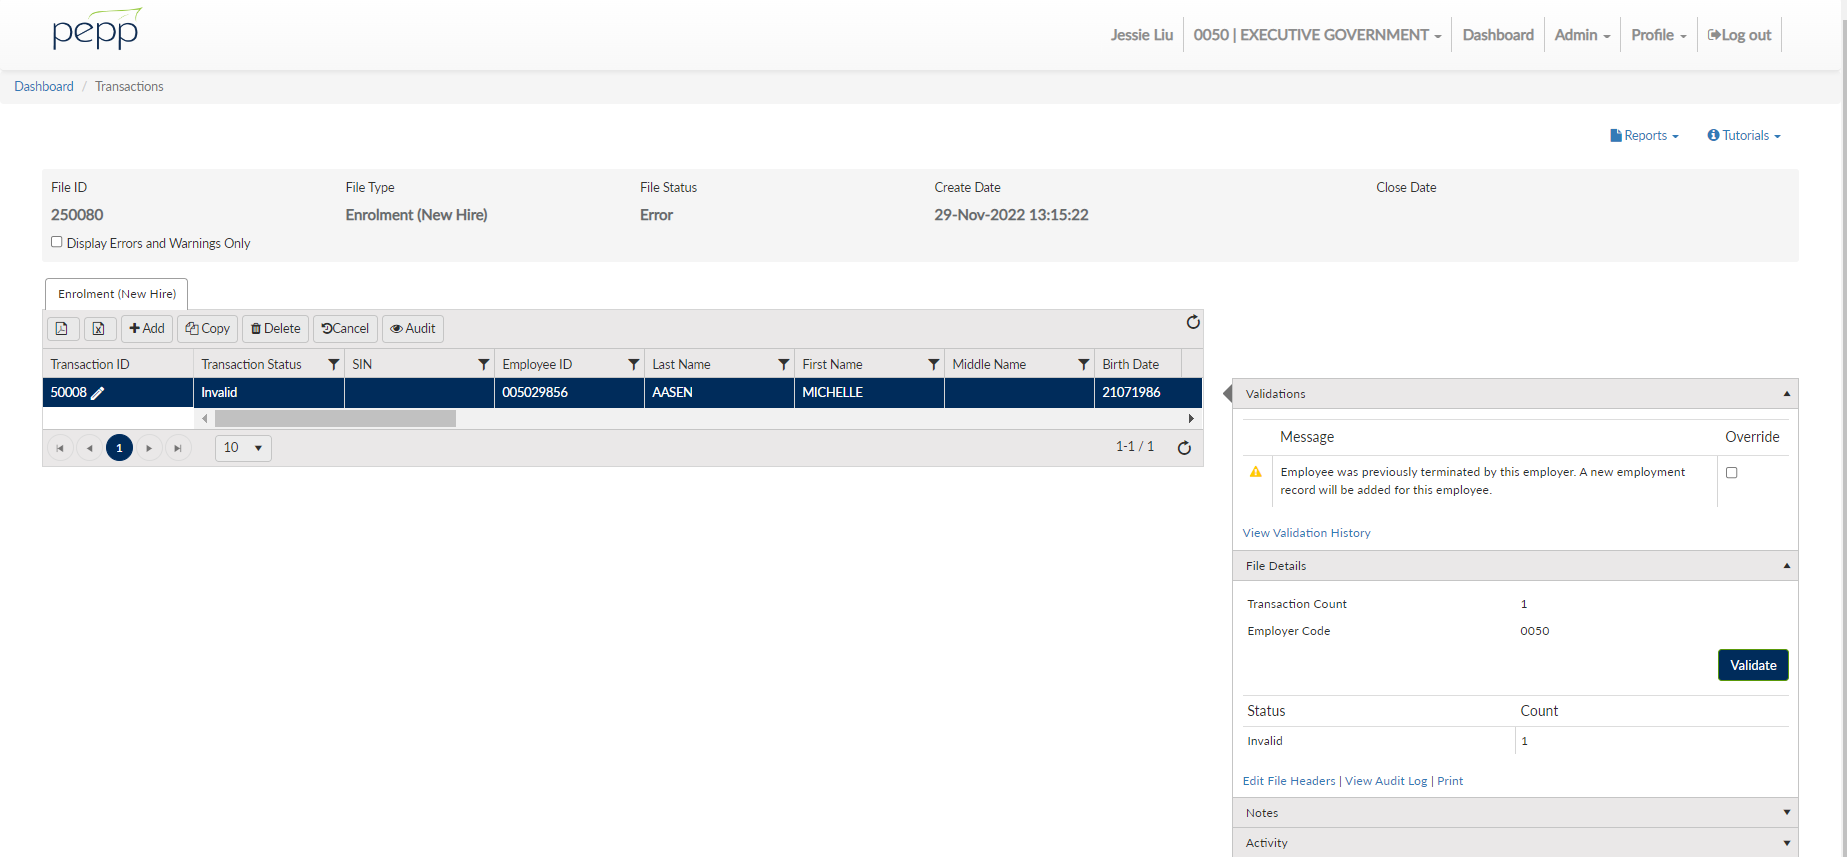 pepp
Jessie Liu
0050 | EXECUTIVE GOVERNMENT
Dashboard
Admin
Profile
Log out
Dashboard / Transactions
Reports
Tutorials
File ID
File Type
File Status
Create Date
Close Date
250080
Enrolment (New Hire)
Error
29-Nov-2022 13:15:22
Display Errors and Warnings Only
Enrolment (New Hire)
Add
Copy
Delete
Cancel
Audit
Transaction ID
Transaction Status
SIN
Employee ID
Last Name
First Name
Middle Name
Birth Date
50008
Invalid
005029856
AASEN
MICHELLE
21071986
1
10
1-1 / 1
Validations
Message
Override
Employee was previously terminated by this employer. A new employment
record will be added for this employee.
View Validation History
File Details
Transaction Count
1
Employer Code
0050
Validate
Status
Count
Invalid
1
Edit File Headers | View Audit Log | Print
Notes
Activity